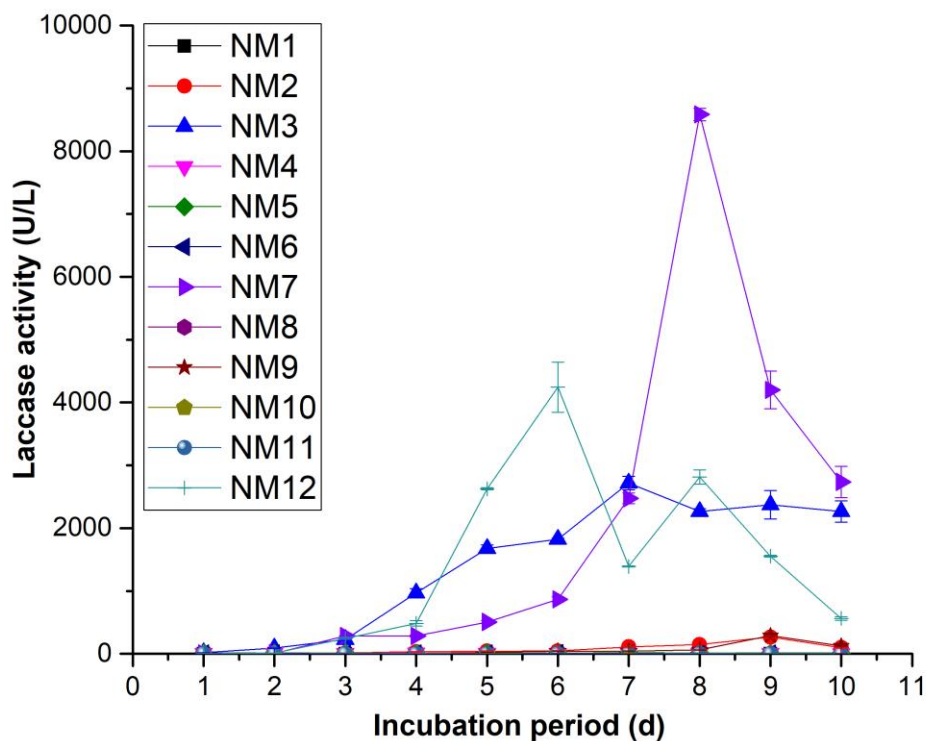 10000
8000
6000
4000
2000
0
Laccase activity (U/L)
NM1
NM2
NM3
NM4
NM5
NM6
NM7
NM8
NM9
NM10
NM11
NM12
0 1 2 3 4 5 6 7 8 9 10 11
Incubation period (d)